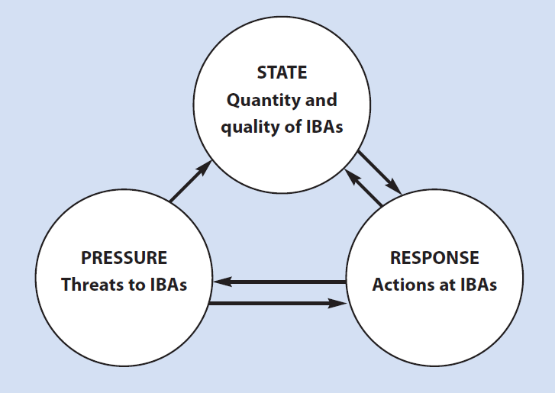 STATE
Quantity and
quality of IBAs
PRESSURE
Threats to IBAs
RESPONSE
Actions at IBAs